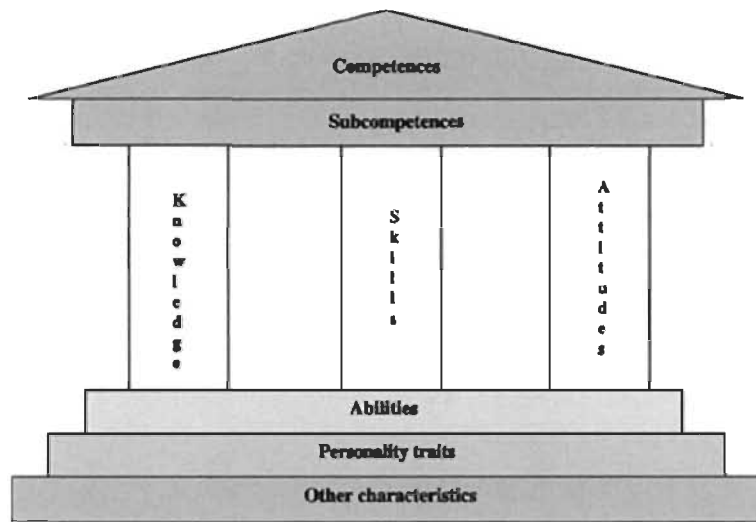 Competences
Subcompetences
Knowledge
Skills
Attitudes
Abilities
Personality traits
Other characteristics